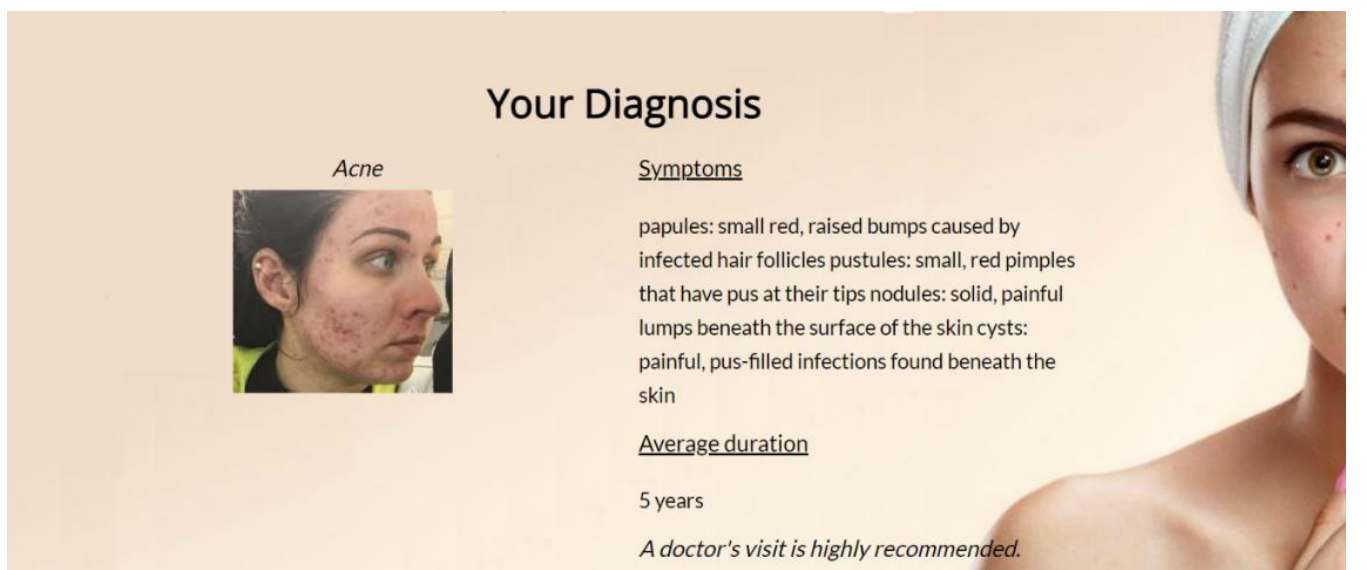 Your Diagnosis
Acne
Symptoms
papules: small red, raised bumps caused by
infected hair follicles pustules: small, red pimples
that have pus at their tips nodules: solid, painful
lumps beneath the surface of the skin cysts:
painful, pus-filled infections found beneath the
skin
Average duration
5 years
A doctor's visit is highly recommended.